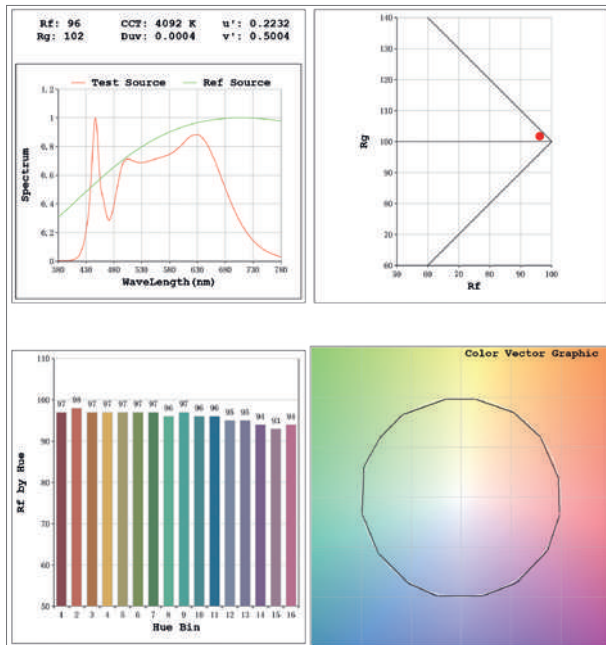 Rf: 96 CCT: 4092 K u': 0.2232
Rg: 102 Duv: 0.0004 v': 0.5004
Test Source Ref Source
1.2
1
0.8
0.6
0.4
0.2
0
Spectrum
380 430 480 530 580 630 680 730 780
WaveLength(nm)
140
130
120
110
100
90
80
70
60
Rg
50 60 70 80 90 100
Rf
110
100
90
80
70
60
50
Rf by Hue
97 98 97 97 97 97 97 96 97 96 96 95 95 94 93 94
1 2 3 4 5 6 7 8 9 10 11 12 13 14 15 16
Hue Bin
Color Vector Graphic